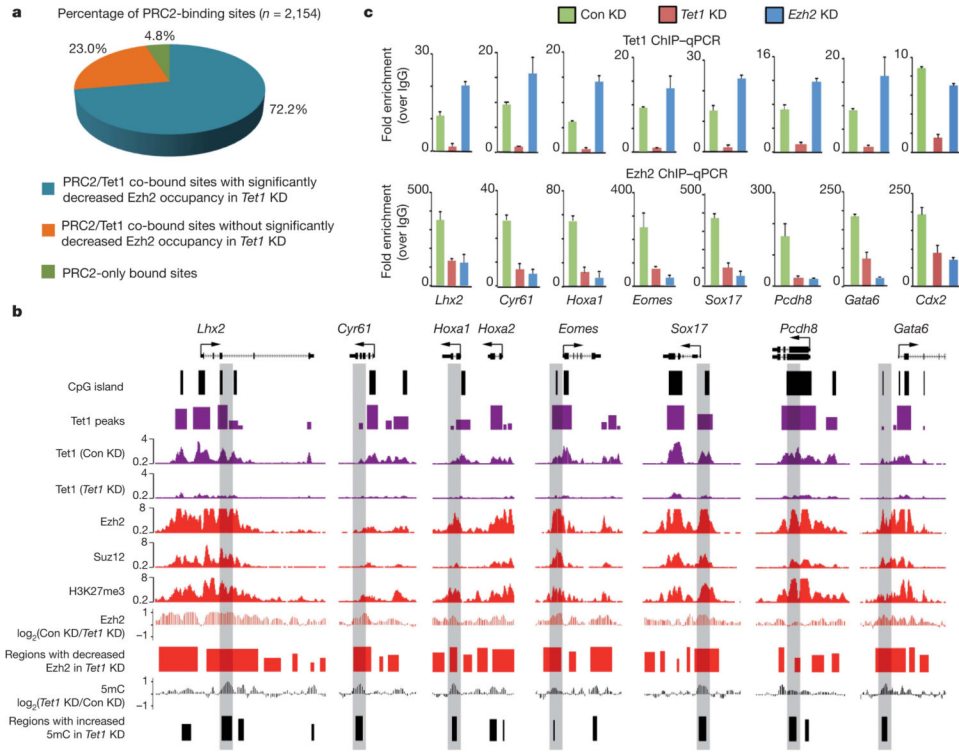 a
Percentage of PRC2-binding sites (n = 2,154)
4.8%
23.0%
72.2%
PRC2/Tet1 co-bound sites with significantly
decreased Ezh2 occupancy in Tet1 KD
PRC2/Tet1 co-bound sites without significantly
decreased Ezh2 occupancy in Tet1 KD
PRC2-only bound sites
c
Con KD Tet1 KD Ezh2 KD
Tet1 ChIP–qPCR
Fold enrichment
(over IgG)
30 20 20 20 30 16 20 10
0 0 0 0 0 0 0 0
Ezh2 ChIP–qPCR
Fold enrichment
(over IgG)
500 40 80 400 500 300 250 250
0 0 0 0 0 0 0 0
Lhx2 Cyr61 Hoxa1 Eomes Sox17 Pcdh8 Gata6 Cdx2
b
Lhx2 Cyr61 Hoxa1 Hoxa2 Eomes Sox17 Pcdh8 Gata6
CpG island
Tet1 peaks
4
Tet1 (Con KD)
0.2
4
Tet1 (Tet1 KD)
0.2
8
Ezh2
0.2
8
Suz12
0.2
8
H3K27me3
0.2
Ezh2 1
log2(Con KD/Tet1 KD) −1
Regions with decreased
Ezh2 in Tet1 KD
5mC 1
log2(Tet1 KD/Con KD) −1
Regions with increased
5mC in Tet1 KD